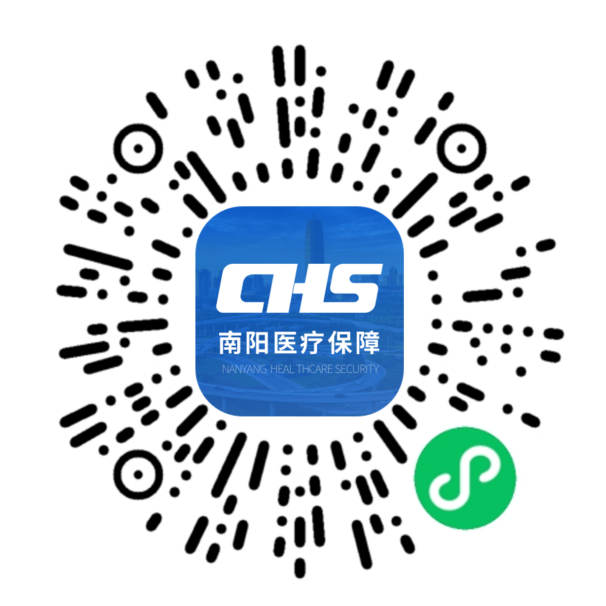 CHS
南阳医疗保障
NANYANG HEALTHCARE SECURITY